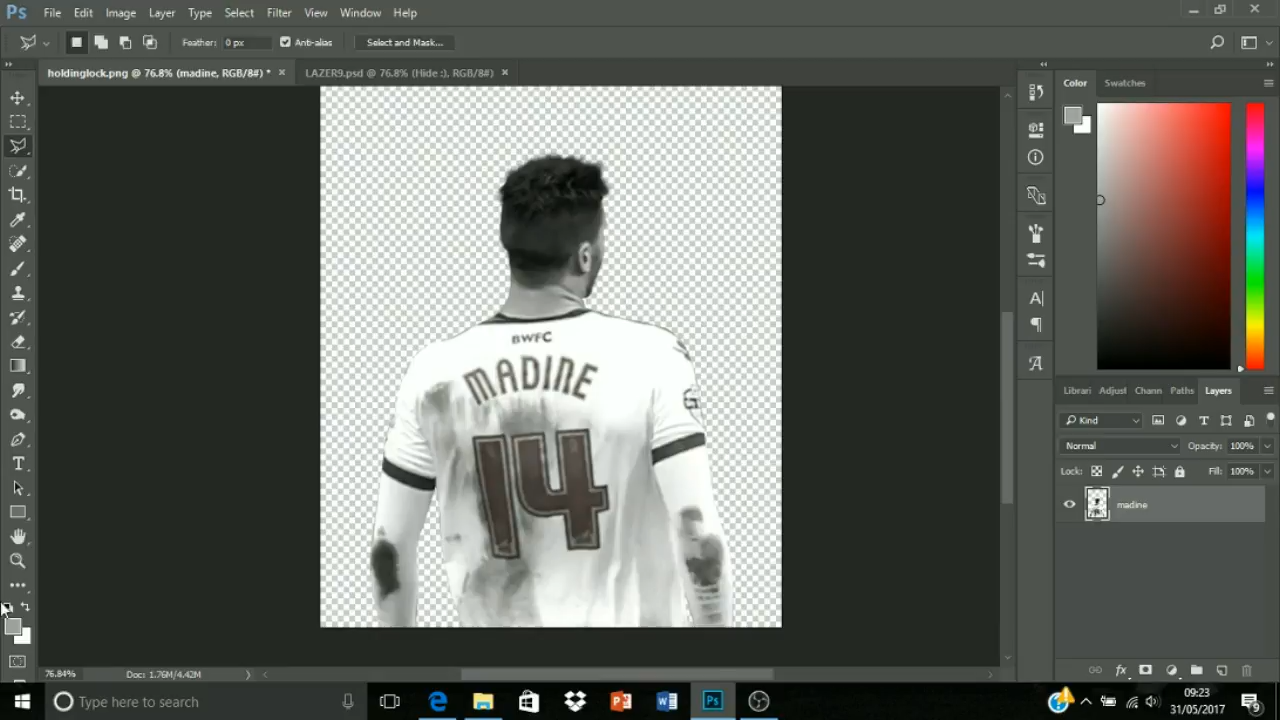 Ps File Edit Image Layer Type Select Filter View Window Help
Feather: 0 px Anti-alias Select and Mask...
holdinglock.png @ 76.8% (madine, RGB/8#) * × LAZER9.psd @ 76.8% (Hide :), RGB/8#) ×
Color Swatches
BWFC
MADINE
14
Librari Adjust Chann Paths Layers
Kind
Normal Opacity: 100%
Lock: Fill: 100%
madine
76.84% Doc: 1.76M/4.42M
Type here to search
09:23
31/05/2017
9